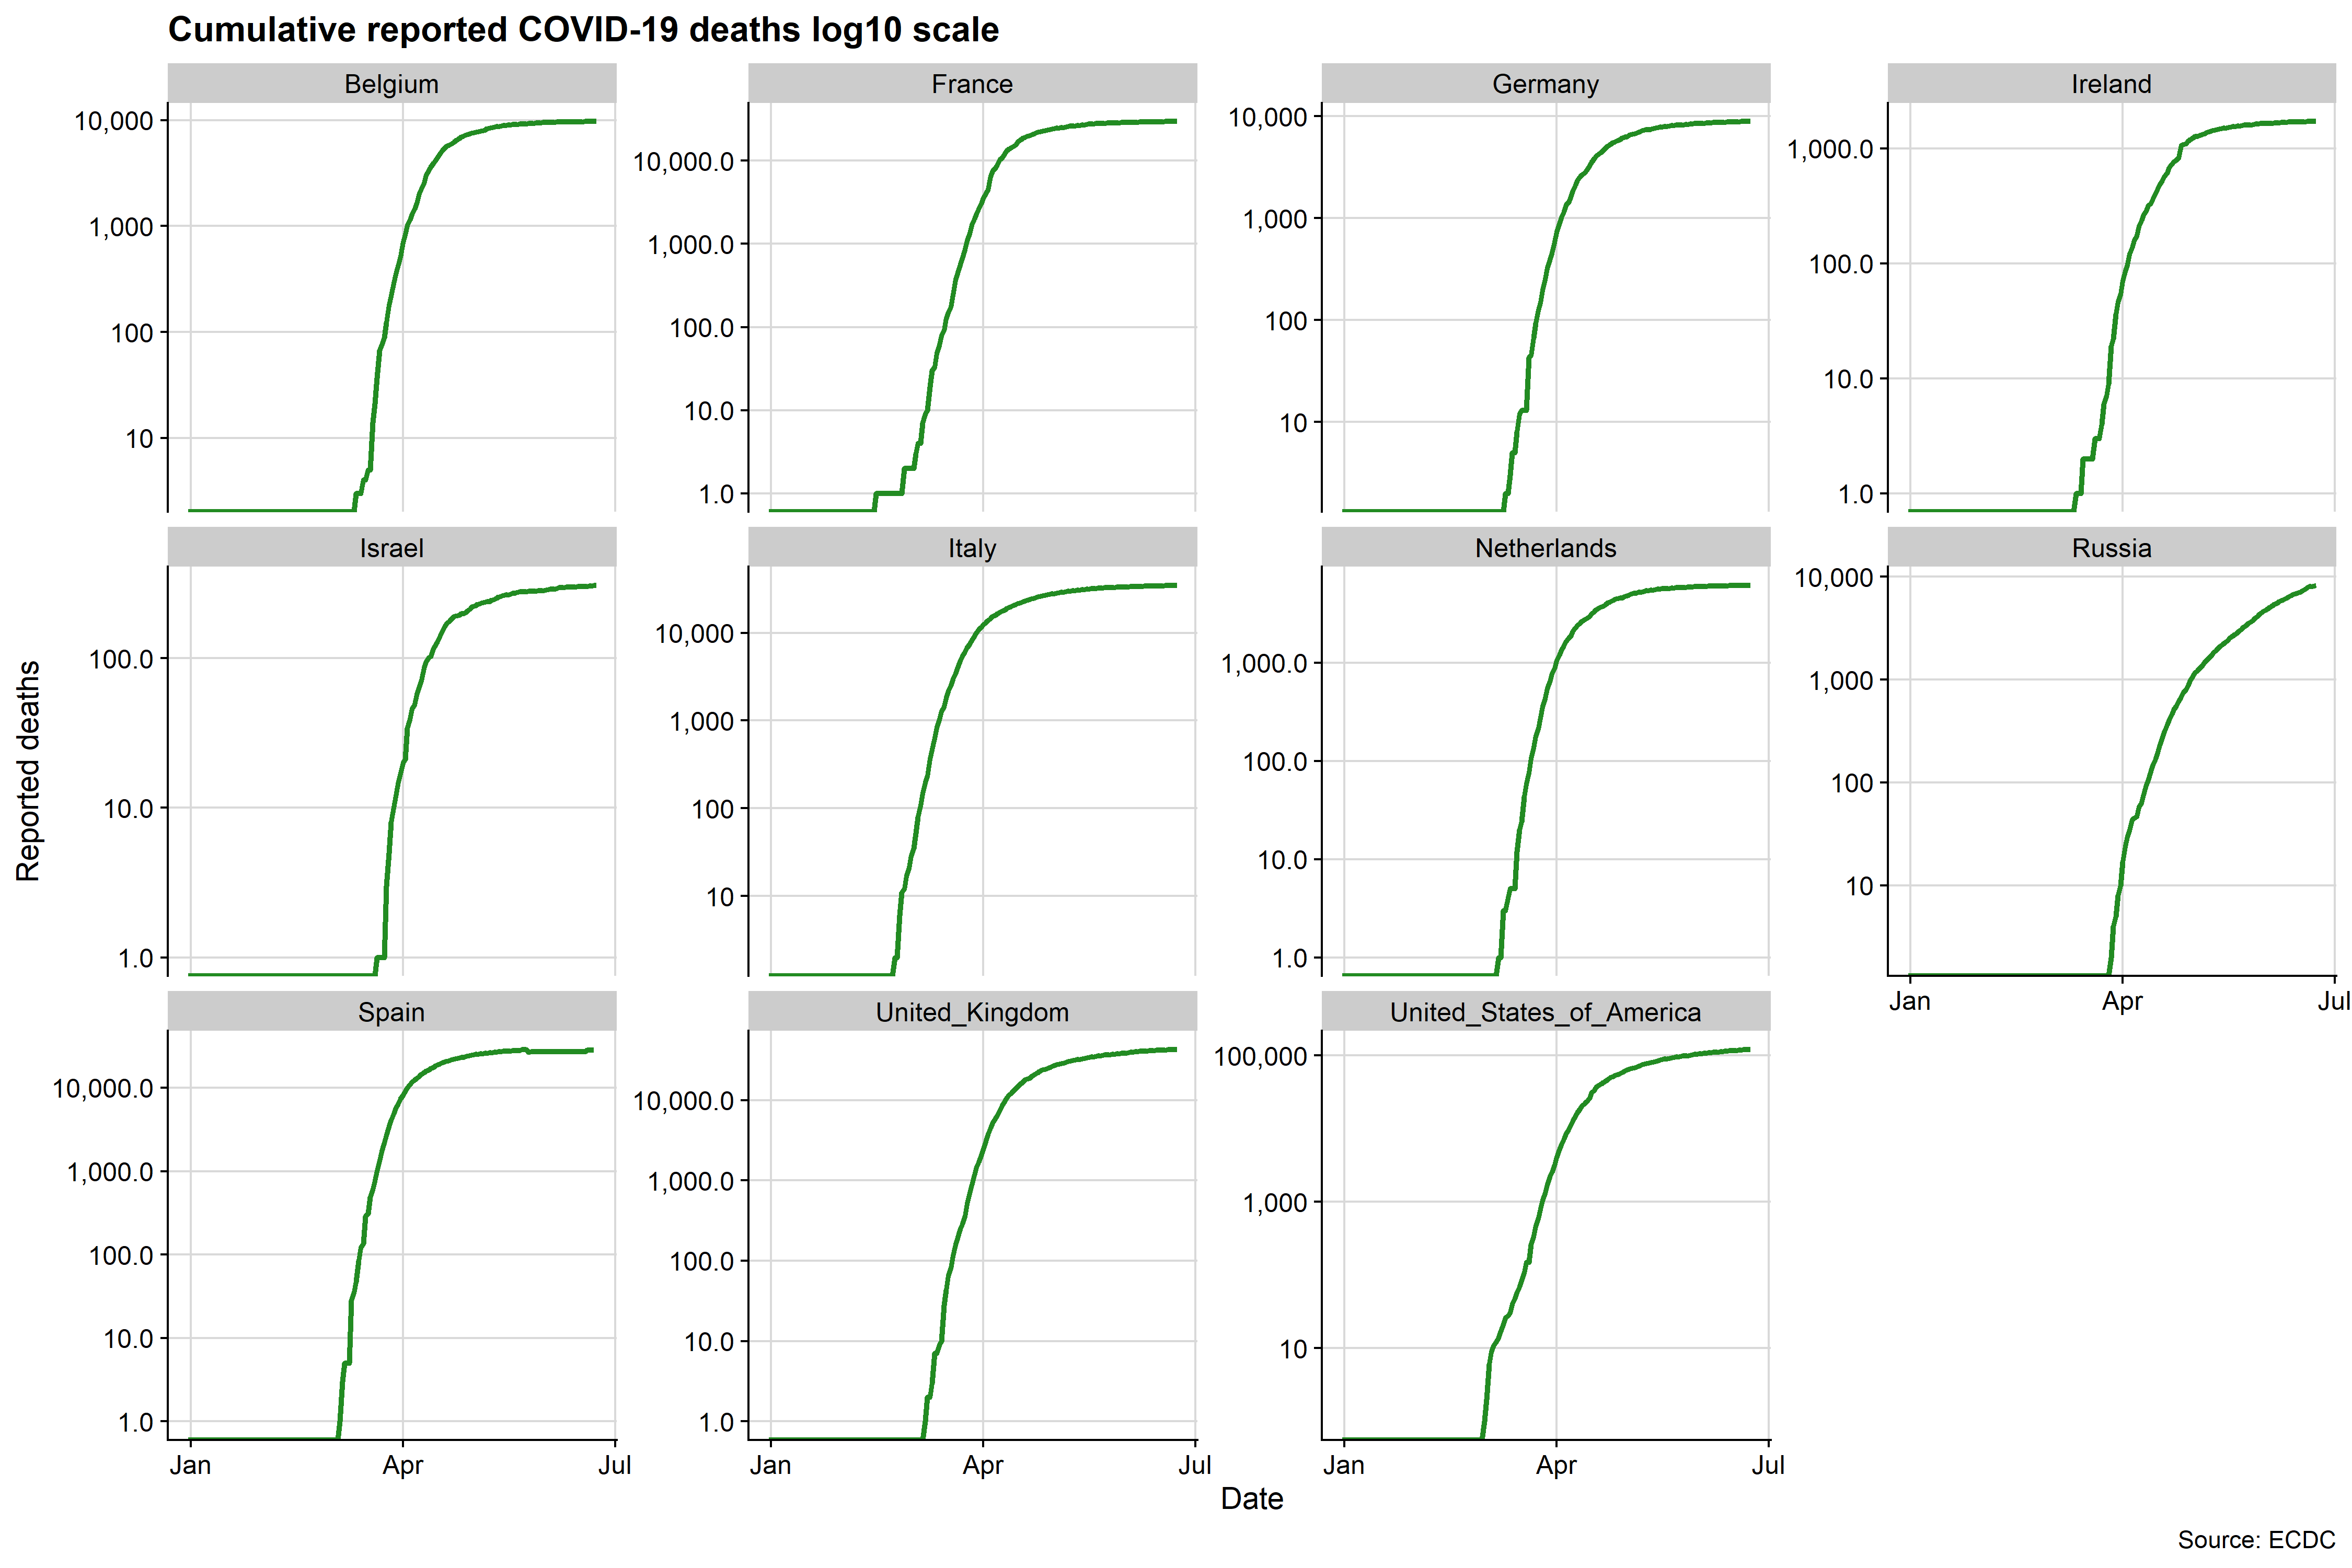 Cumulative reported COVID-19 deaths log10 scale
Belgium
10,000
1,000
100
10
France
10,000.0
1,000.0
100.0
10.0
1.0
Germany
10,000
1,000
100
10
Ireland
1,000.0
100.0
10.0
1.0
Reported deaths
Israel
100.0
10.0
1.0
Italy
10,000
1,000
100
10
Netherlands
1,000.0
100.0
10.0
1.0
Russia
10,000
1,000
100
10
Jan Apr Jul
Spain
10,000.0
1,000.0
100.0
10.0
1.0
Jan Apr Jul
United_Kingdom
10,000.0
1,000.0
100.0
10.0
1.0
Jan Apr Jul
United_States_of_America
100,000
1,000
10
Jan Apr Jul
Date
Source: ECDC